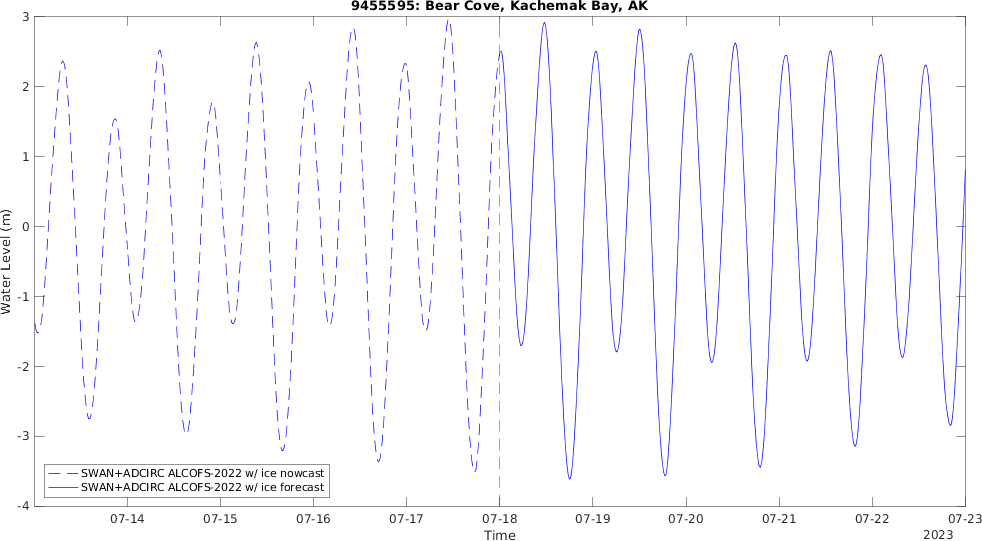 9455595: Bear Cove, Kachemak Bay, AK
3
2
1
0
-1
-2
-3
-4
Water Level (m)
SWAN+ADCIRC ALCOFS-2022 w/ ice nowcast
SWAN+ADCIRC ALCOFS-2022 w/ ice forecast
07-14 07-15 07-16 07-17 07-18 07-19 07-20 07-21 07-22 07-23
Time
2023